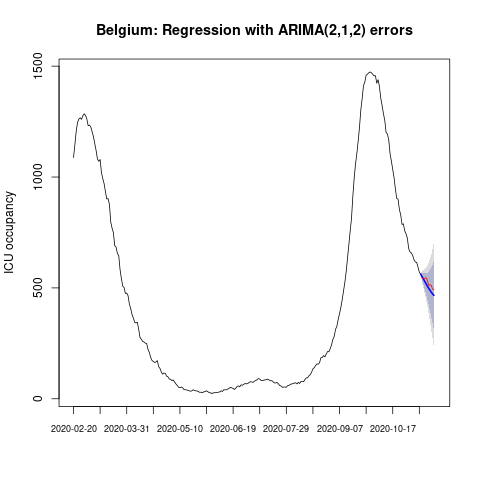 Belgium: Regression with ARIMA(2,1,2) errors
ICU occupancy
1500
1000
500
0
2020-02-20 2020-03-31 2020-05-10 2020-06-19 2020-07-29 2020-09-07 2020-10-17